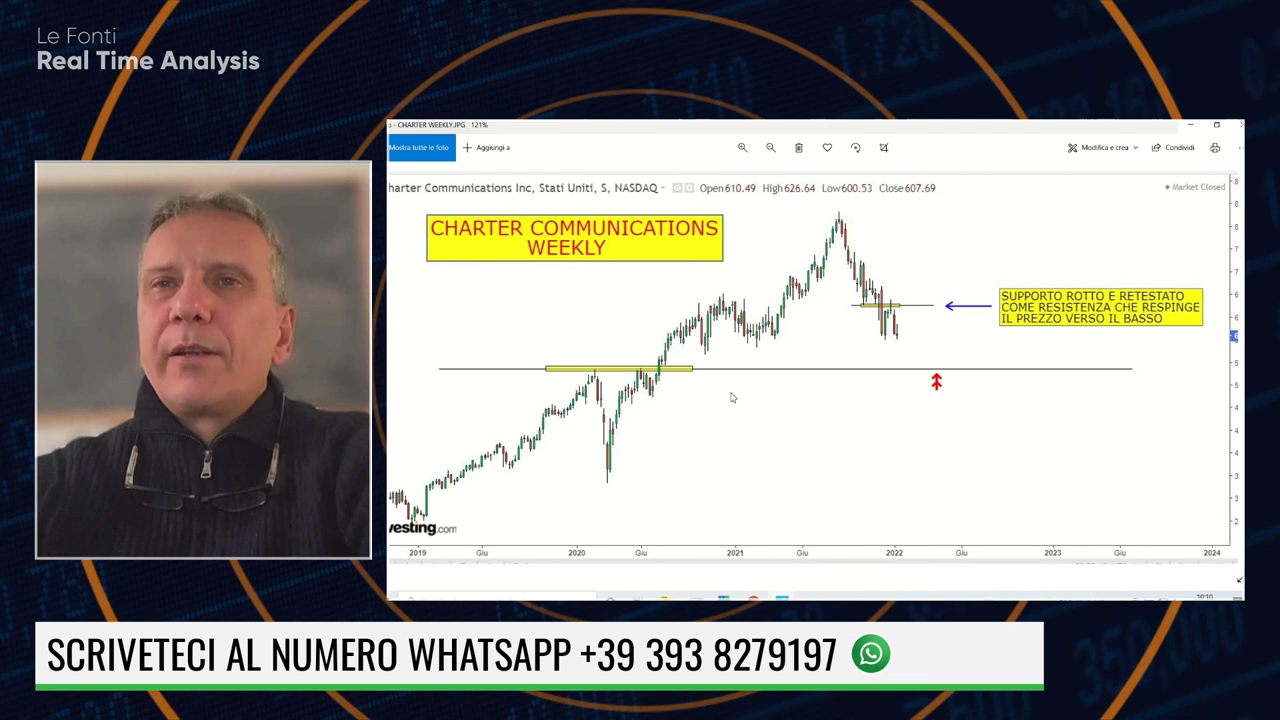 Le Fonti
Real Time Analysis
- CHARTER WEEKLY.JPG 121%
Mostra tutte le foto
Aggiungi a
Modifica e crea
Condividi
harter Communications Inc, Stati Uniti, S, NASDAQ Open 610.49 High 626.64 Low 600.53 Close 607.69
Market Closed
CHARTER COMMUNICATIONS
WEEKLY
SUPPORTO ROTTO E RETESTATO
COME RESISTENZA CHE RESPINGE
IL PREZZO VERSO IL BASSO
vesting.com
2019 Giu 2020 Giu 2021 Giu 2022 Giu 2023 Giu 2024
10:10
SCRIVETECI AL NUMERO WHATSAPP +39 393 8279197